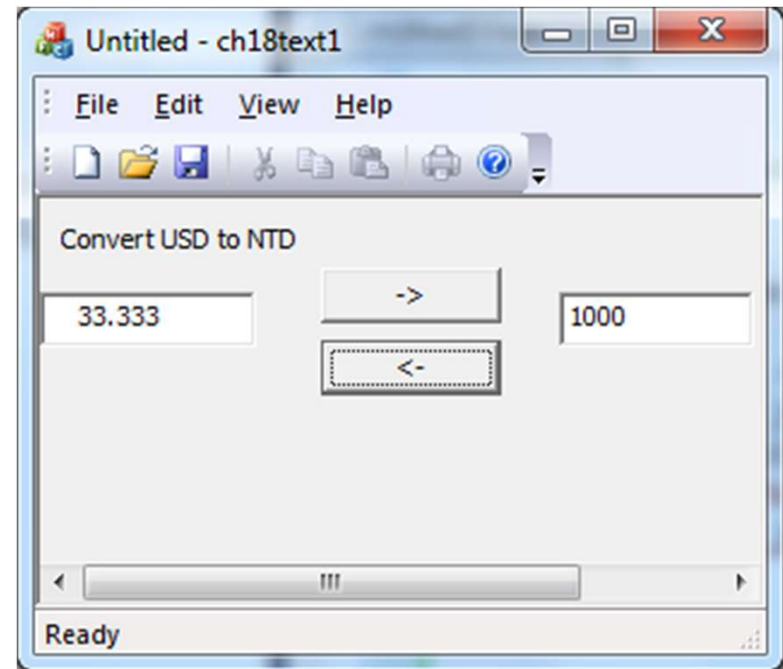 Untitled - ch18text1
File Edit View Help
Convert USD to NTD
33.333
->
1000
<-
Ready